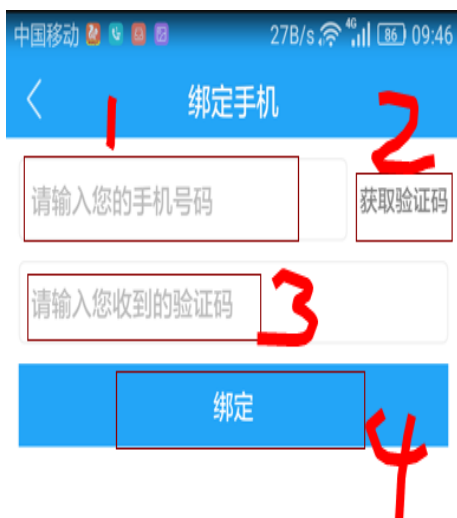 中国移动 27B/s 4G 86 09:46
绑定手机
1 2
请输入您的手机号码 获取验证码
请输入您收到的验证码 3
绑定
4